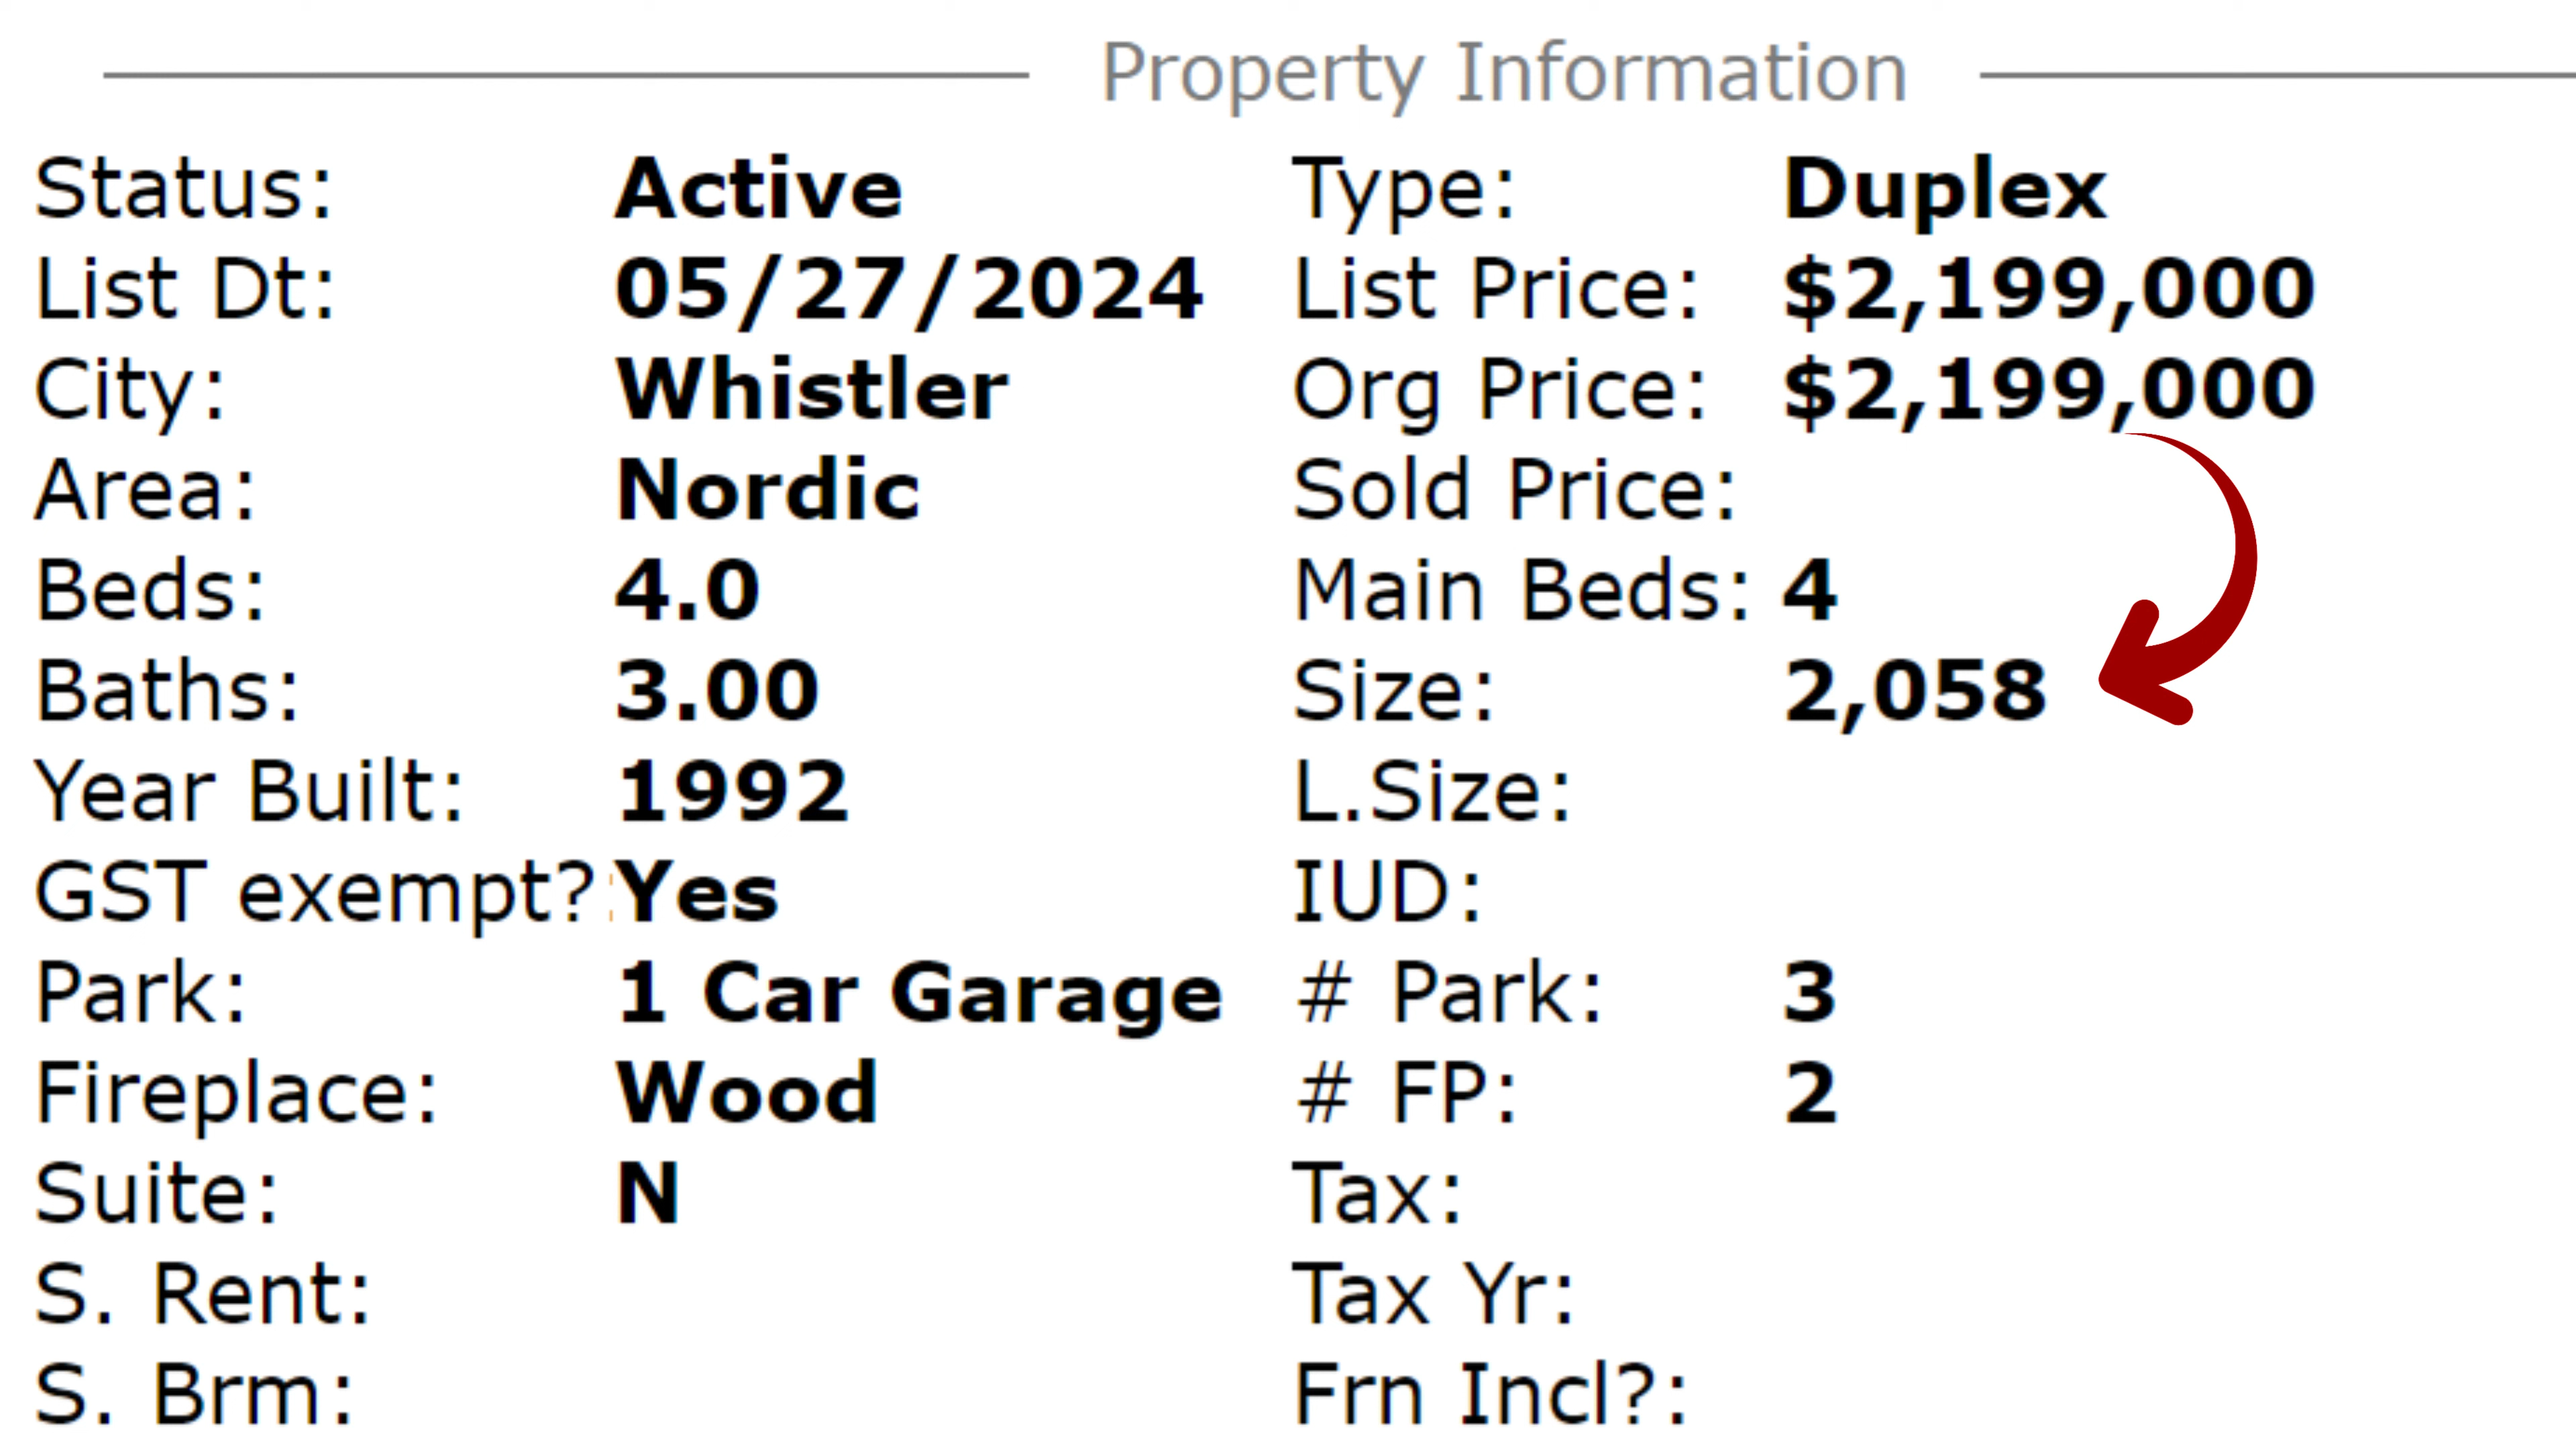 Property Information
Status: Active Type: Duplex
List Dt: 05/27/2024 List Price: $2,199,000
City: Whistler Org Price: $2,199,000
Area: Nordic Sold Price:
Beds: 4.0 Main Beds: 4
Baths: 3.00 Size: 2,058
Year Built: 1992 L.Size:
GST exempt?: Yes IUD:
Park: 1 Car Garage # Park: 3
Fireplace: Wood # FP: 2
Suite: N Tax:
S. Rent: Tax Yr:
S. Brm: Frn Incl?: